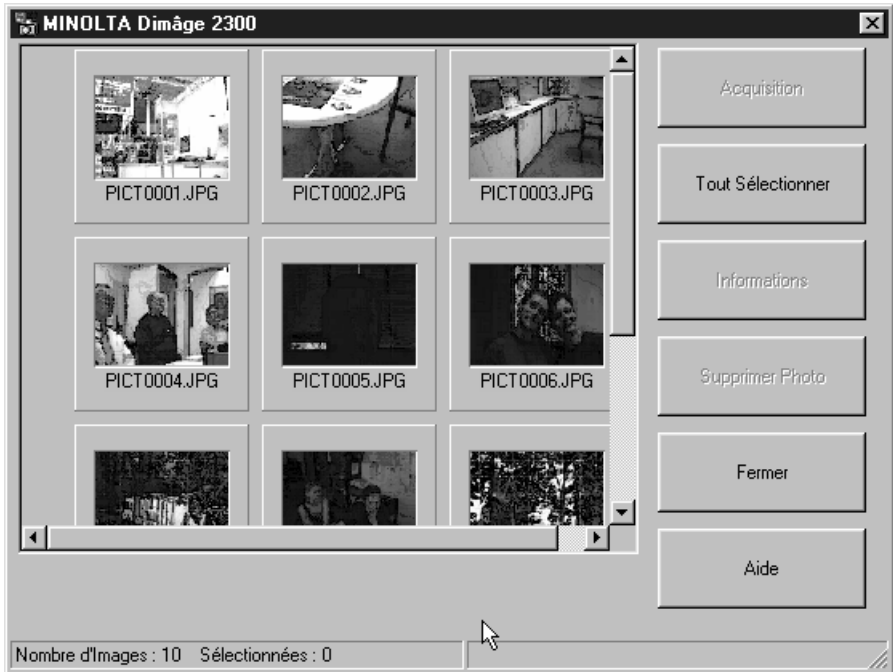 MINOLTA Dimâge 2300
PICT0001.JPG PICT0002.JPG PICT0003.JPG
PICT0004.JPG PICT0005.JPG PICT0006.JPG
Acquisition
Tout Sélectionner
Informations
Supprimer Photo
Fermer
Aide
Nombre d'Images : 10 Sélectionnées : 0